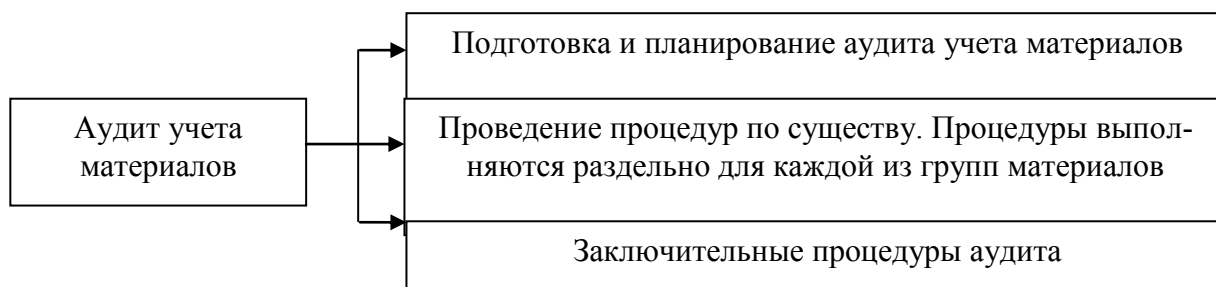 Подготовка и планирование аудита учета материалов
Аудит учета
материалов
Проведение процедур по существу. Процедуры выпол-
няются раздельно для каждой из групп материалов
Заключительные процедуры аудита